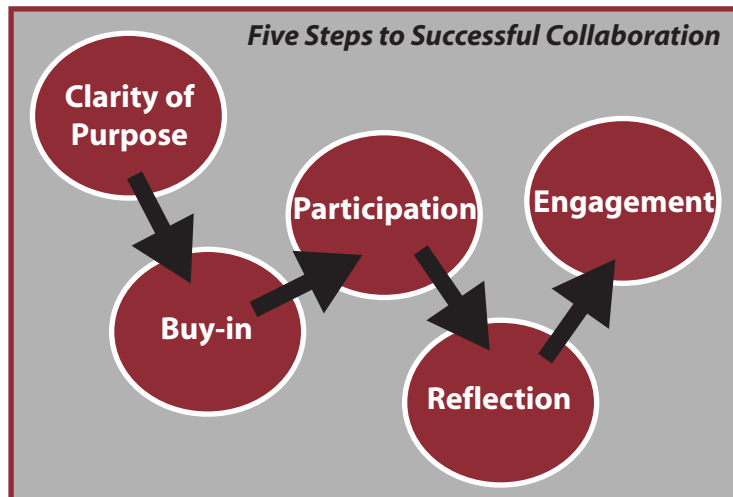 Five Steps to Successful Collaboration
Clarity of
Purpose
Buy-in
Participation
Reflection
Engagement